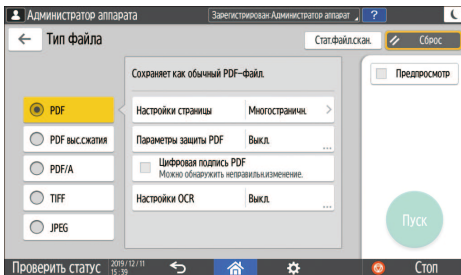 Администратор аппарата
Зарегистрирован:Администратор аппарат
?
Тип файла
Стат.файл.скан.
Сброс
Сохраняет как обычный PDF-файл.
Предпросмотр
PDF
Настройки страницы
Многостраничн.
PDF выс.сжатия
Параметры защиты PDF
Выкл.
...
PDF/A
Цифровая подпись PDF
Можно обнаружить неправильн.изменение.
TIFF
Настройки OCR
Выкл.
...
JPEG
Пуск
Проверить статус
2019/12/11
15:39
Стоп